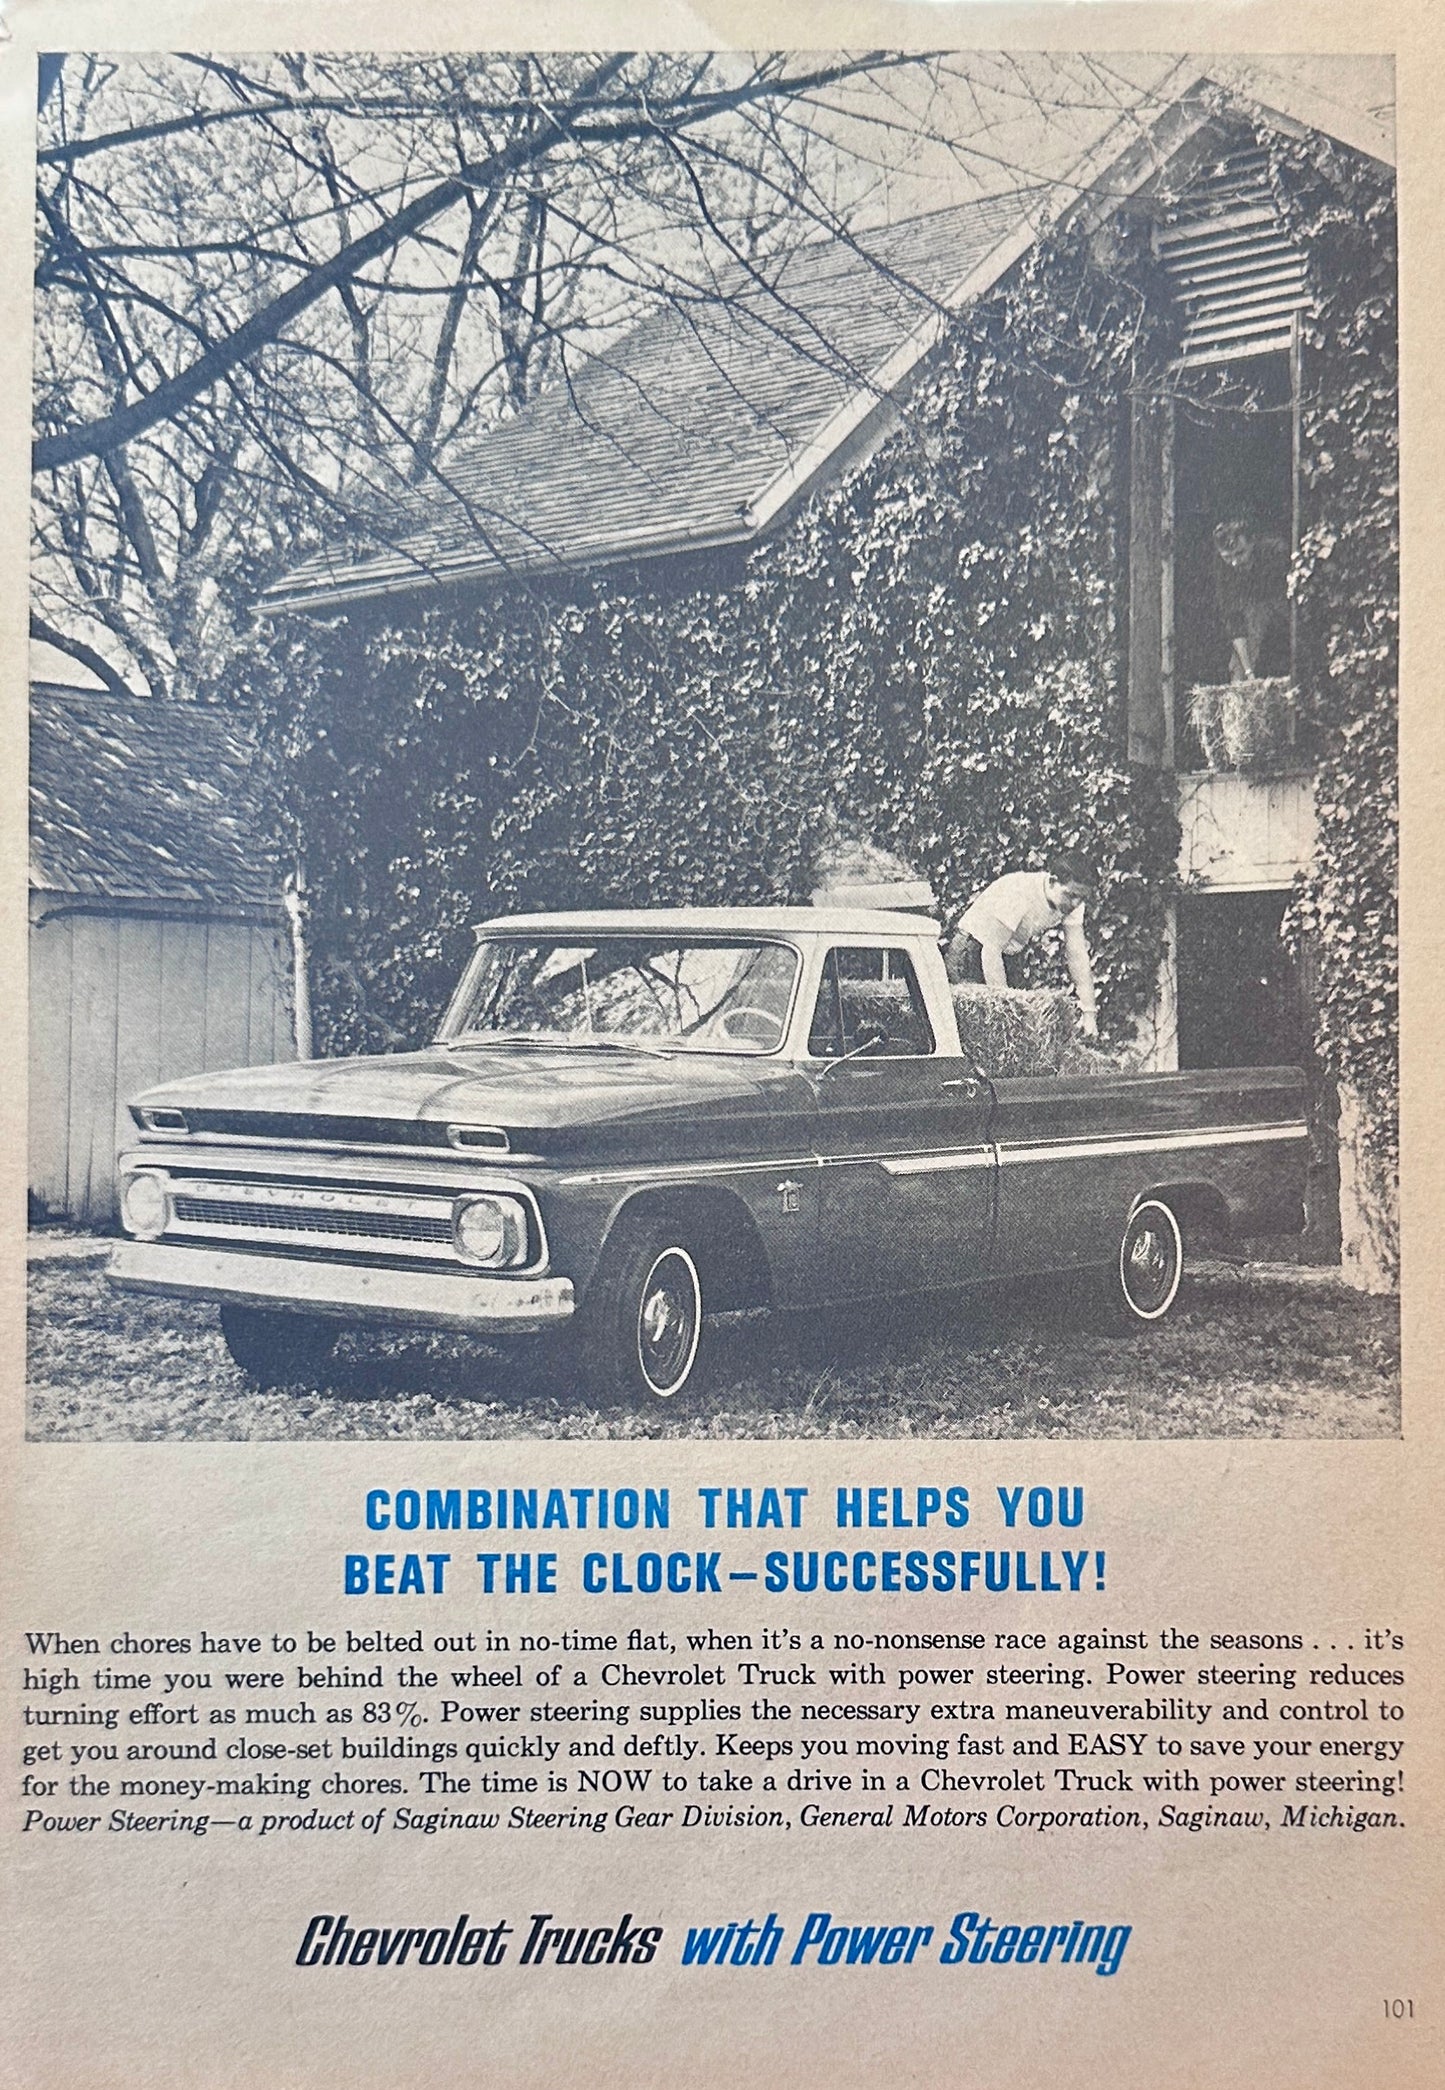 CHEVROLET
COMBINATION THAT HELPS YOU
BEAT THE CLOCK—SUCCESSFULLY!
When chores have to be belted out in no-time flat, when it's a no-nonsense race against the seasons . . . it's
high time you were behind the wheel of a Chevrolet Truck with power steering. Power steering reduces
turning effort as much as 83%. Power steering supplies the necessary extra maneuverability and control to
get you around close-set buildings quickly and deftly. Keeps you moving fast and EASY to save your energy
for the money-making chores. The time is NOW to take a drive in a Chevrolet Truck with power steering!
Power Steering—a product of Saginaw Steering Gear Division, General Motors Corporation, Saginaw, Michigan.
Chevrolet Trucks with Power Steering
101